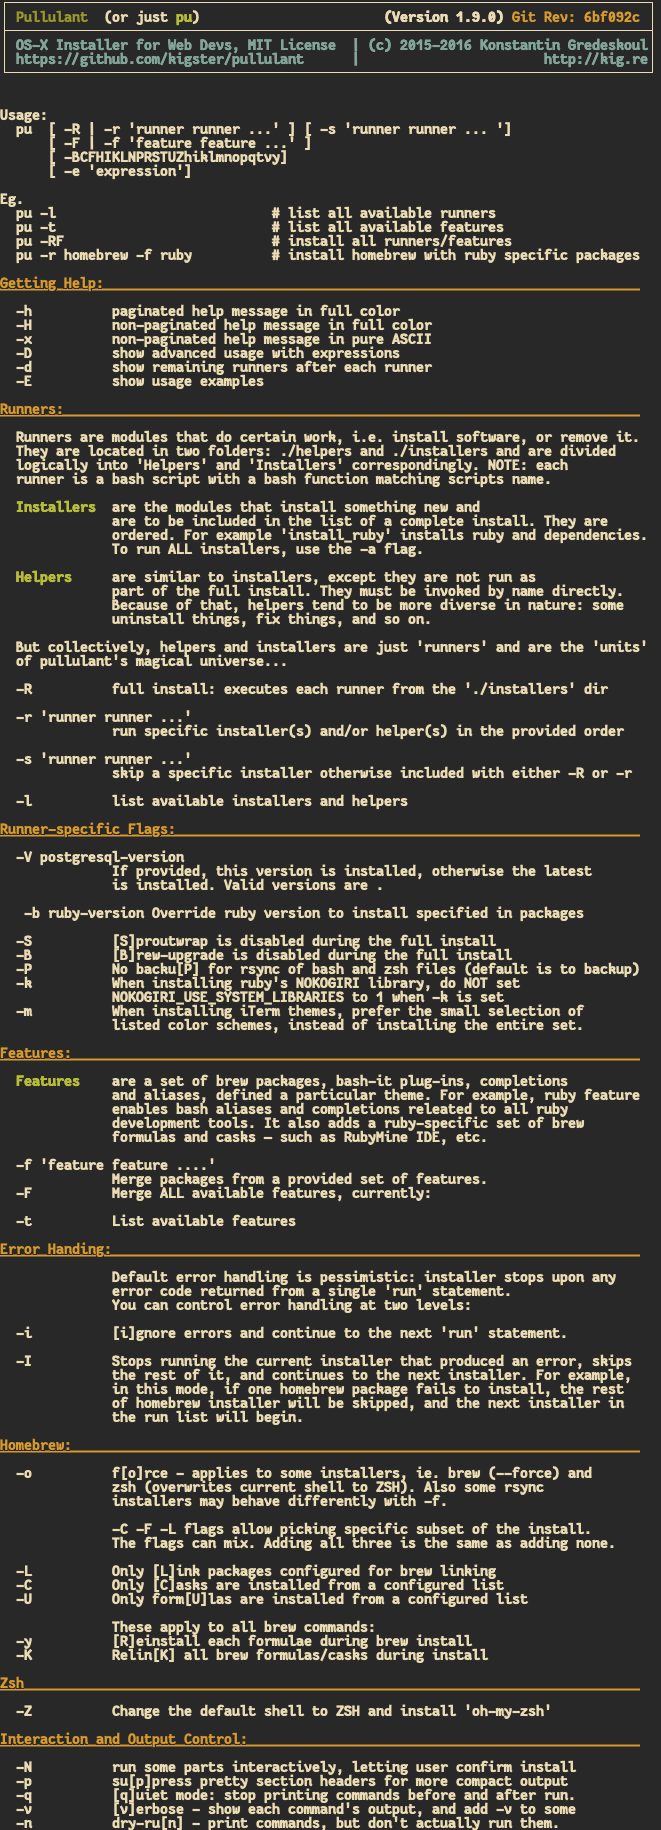 Pullulant  (or just pu)                       (Version 1.9.0) Git Rev: 6bf092c
OS-X Installer for Web Devs, MIT License  | (c) 2015-2016 Konstantin Gredeskoul
https://github.com/kigster/pullulant      |                       http://kig.re
Usage:
  pu  [ -R | -r 'runner runner ...' ] [ -s 'runner runner ... ']
      [ -F | -f 'feature feature ...' ]
      [ -BCFHIKLNPRSTUZhiklmnopqtvy]
      [ -e 'expression']
Eg.
  pu -l                           # list all available runners
  pu -t                           # list all available features
  pu -RF                          # install all runners/features
  pu -r homebrew -f ruby          # install homebrew with ruby specific packages
Getting Help:
  -h          paginated help message in full color
  -H          non-paginated help message in full color
  -x          non-paginated help message in pure ASCII
  -D          show advanced usage with expressions
  -d          show remaining runners after each runner
  -E          show usage examples
Runners:
  Runners are modules that do certain work, i.e. install software, or remove it.
  They are located in two folders: ./helpers and ./installers and are divided
  logically into 'Helpers' and 'Installers' correspondingly. NOTE: each
  runner is a bash script with a bash function matching scripts name.
  Installers  are the modules that install something new and
              are to be included in the list of a complete install. They are
              ordered. For example 'install_ruby' installs ruby and dependencies.
              To run ALL installers, use the -a flag.
  Helpers     are similar to installers, except they are not run as
              part of the full install. They must be invoked by name directly.
              Because of that, helpers tend to be more diverse in nature: some
              uninstall things, fix things, and so on.
  But collectively, helpers and installers are just 'runners' and are the 'units'
  of pullulant's magical universe...
  -R          full install: executes each runner from the './installers' dir
  -r 'runner runner ...'
              run specific installer(s) and/or helper(s) in the provided order
  -s 'runner runner ...'
              skip a specific installer otherwise included with either -R or -r
  -l          list available installers and helpers
Runner-specific Flags:
  -V postgresql-version
              If provided, this version is installed, otherwise the latest
              is installed. Valid versions are .
   -b ruby-version Override ruby version to install specified in packages
  -S          [S]proutwrap is disabled during the full install
  -B          [B]rew-upgrade is disabled during the full install
  -P          No backu[P] for rsync of bash and zsh files (default is to backup)
  -k          When installing ruby's NOKOGIRI library, do NOT set
              NOKOGIRI_USE_SYSTEM_LIBRARIES to 1 when -k is set
  -m          When installing iTerm themes, prefer the small selection of
              listed color schemes, instead of installing the entire set.
Features:
  Features    are a set of brew packages, bash-it plug-ins, completions
              and aliases, defined a particular theme. For example, ruby feature
              enables bash aliases and completions releated to all ruby
              development tools. It also adds a ruby-specific set of brew
              formulas and casks - such as RubyMine IDE, etc.
  -f 'feature feature ....'
              Merge packages from a provided set of features.
  -F          Merge ALL available features, currently:
  -t          List available features
Error Handing:
              Default error handling is pessimistic: installer stops upon any
              error code returned from a single 'run' statement.
              You can control error handling at two levels:
  -i          [i]gnore errors and continue to the next 'run' statement.
  -I          Stops running the current installer that produced an error, skips
              the rest of it, and continues to the next installer. For example,
              in this mode, if one homebrew package fails to install, the rest
              of homebrew installer will be skipped, and the next installer in
              the run list will begin.
Homebrew:
  -o          f[o]rce - applies to some installers, ie. brew (--force) and
              zsh (overwrites current shell to ZSH). Also some rsync
              installers may behave differently with -f.
              -C -F -L flags allow picking specific subset of the install.
              The flags can mix. Adding all three is the same as adding none.
  -L          Only [L]ink packages configured for brew linking
  -C          Only [C]asks are installed from a configured list
  -U          Only form[U]las are installed from a configured list
              These apply to all brew commands:
  -y          [R]einstall each formulae during brew install
  -K          Relin[K] all brew formulas/casks during install
Zsh
  -Z          Change the default shell to ZSH and install 'oh-my-zsh'
Interaction and Output Control:
  -N          run some parts interactively, letting user confirm install
  -p          su[p]press pretty section headers for more compact output
  -q          [q]uiet mode: stop printing commands before and after run.
  -v          [v]erbose - show each command's output, and add -v to some
  -n          dry-ru[n] - print commands, but don't actually run them.